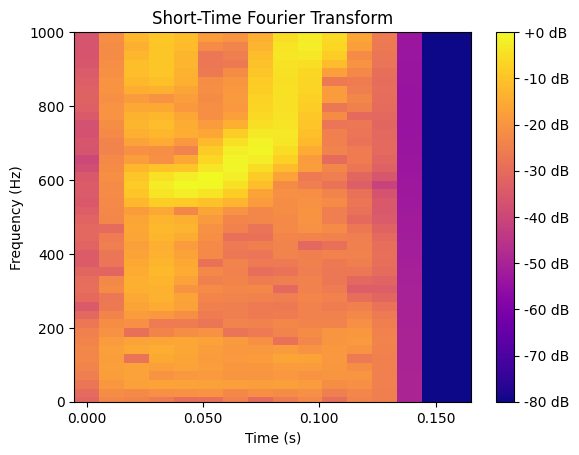 Short-Time Fourier Transform
1000
800
600
400
200
0
Frequency (Hz)
0.000
0.050
0.100
0.150
Time (s)
+0 dB
-10 dB
-20 dB
-30 dB
-40 dB
-50 dB
-60 dB
-70 dB
-80 dB